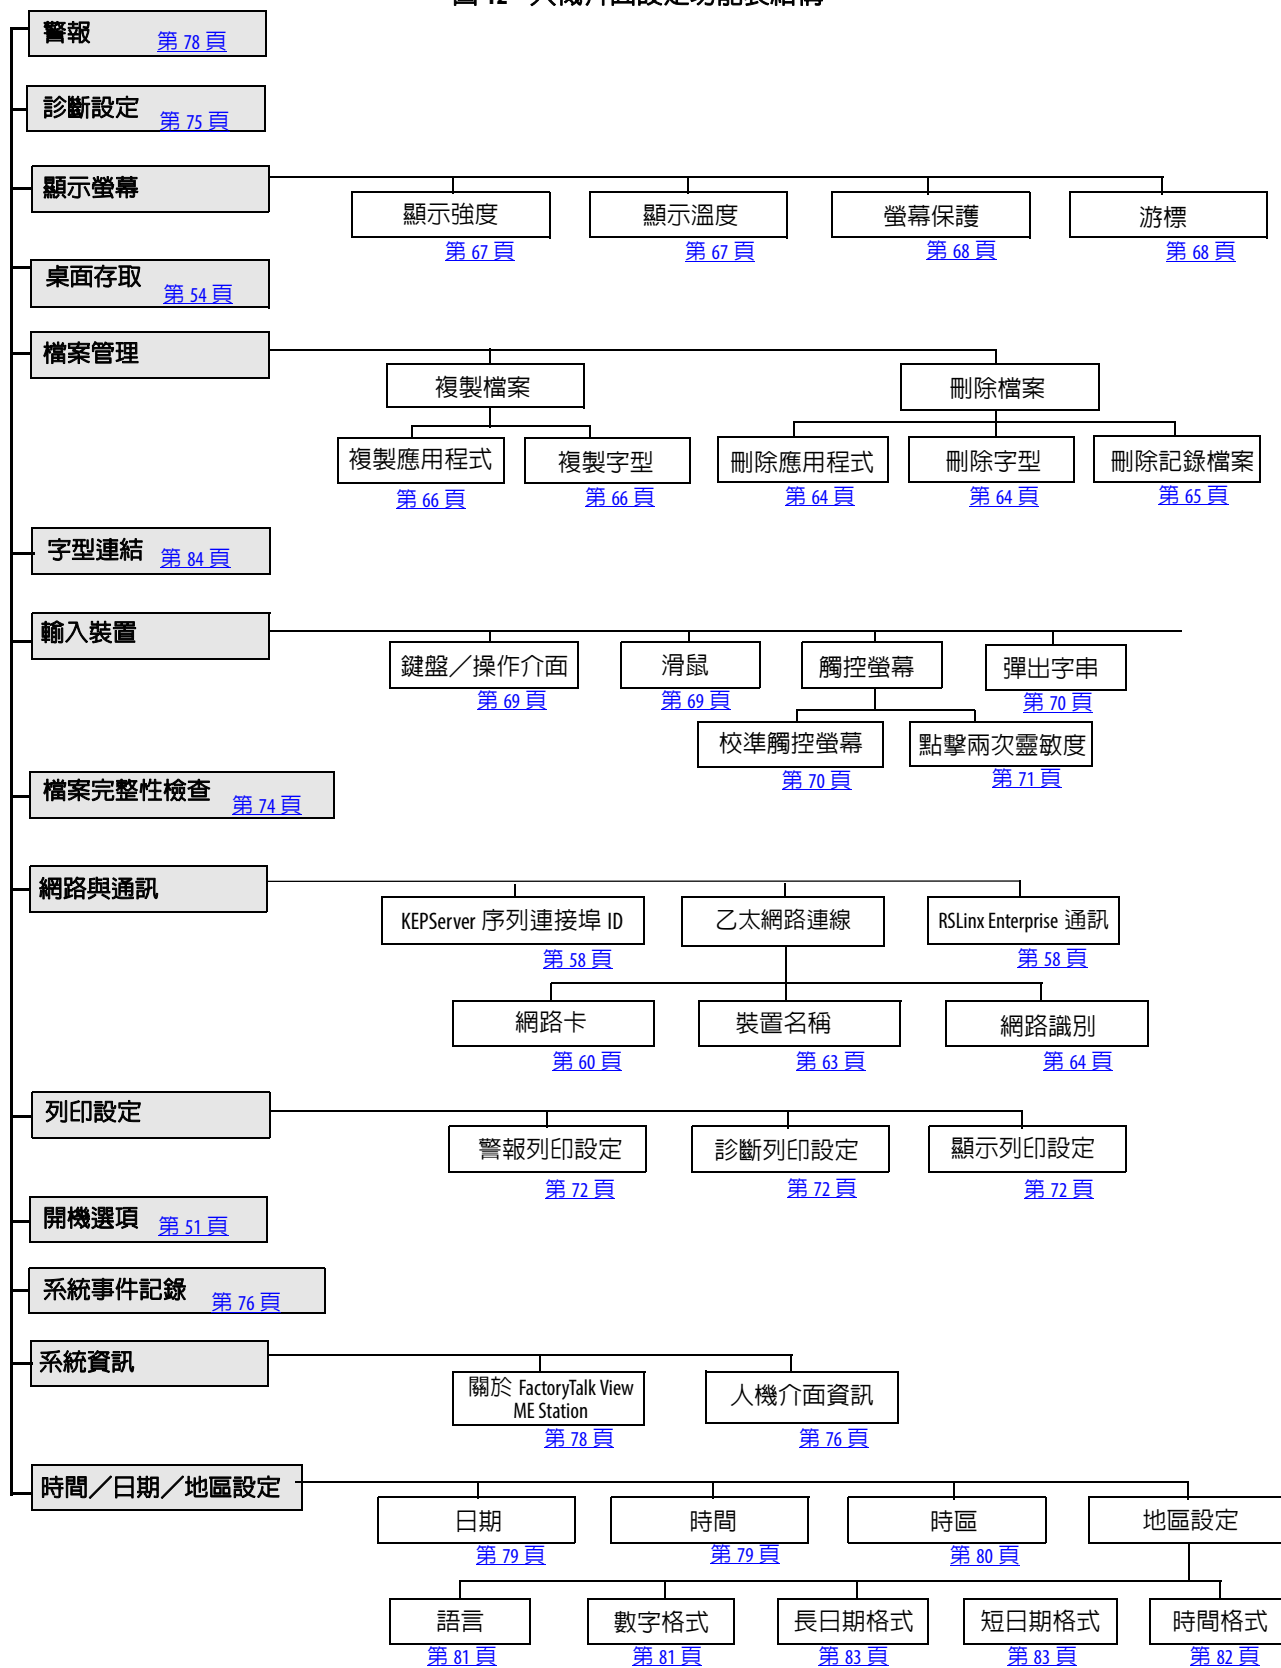 警報 第 78 頁
診斷設定 第 75 頁
顯示螢幕
顯示強度 顯示溫度 螢幕保護 游標
第 67 頁 第 67 頁 第 68 頁 第 68 頁
桌面存取 第 54 頁
檔案管理
複製檔案 刪除檔案
複製應用程式 複製字型 刪除應用程式 刪除字型 刪除記錄檔案
第 66 頁 第 66 頁 第 64 頁 第 64 頁 第 65 頁
字型連結 第 84 頁
輸入裝置
鍵盤／操作介面 滑鼠 觸控螢幕 彈出字串
第 69 頁 第 69 頁 第 70 頁
校準觸控螢幕 點擊兩次靈敏度
第 70 頁 第 71 頁
檔案完整性檢查 第 74 頁
網路與通訊
KEPServer 序列連接埠 ID 乙太網路連線 RSLinx Enterprise 通訊
第 58 頁 第 58 頁
網路卡 裝置名稱 網路識別
第 60 頁 第 63 頁 第 64 頁
列印設定
警報列印設定 診斷列印設定 顯示列印設定
第 72 頁 第 72 頁 第 72 頁
開機選項 第 51 頁
系統事件記錄 第 76 頁
系統資訊
關於 FactoryTalk View
ME Station
人機介面資訊
第 78 頁 第 76 頁
時間／日期／地區設定
日期 時間 時區 地區設定
第 79 頁 第 79 頁 第 80 頁
語言 數字格式 長日期格式 短日期格式 時間格式
第 81 頁 第 81 頁 第 83 頁 第 83 頁 第 82 頁